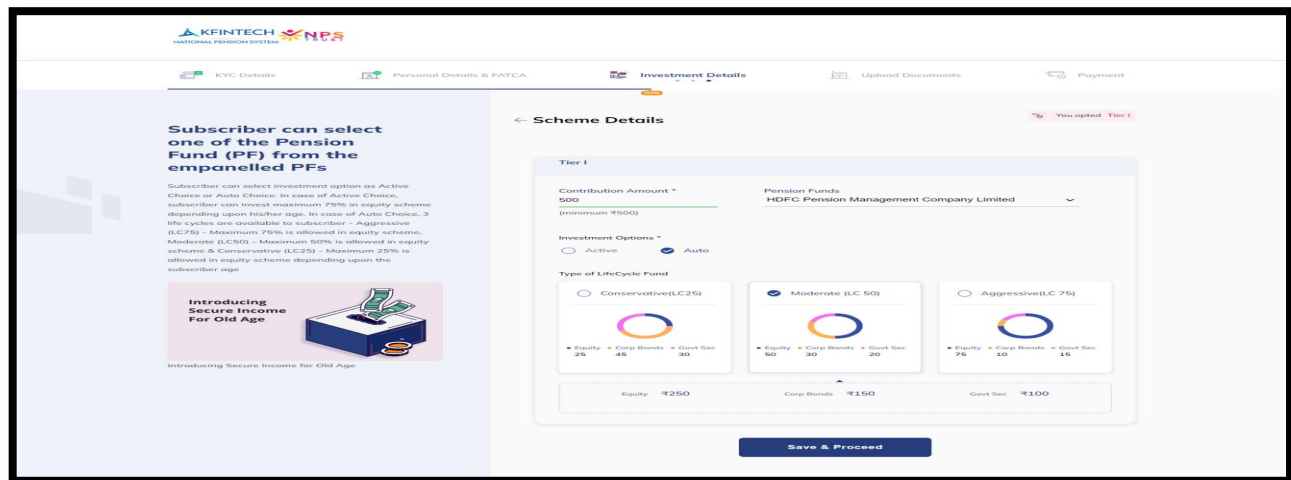 KFINTECH NPS
NATIONAL PENSION SYSTEM TRUST
KYC Details
Personal Details & FATCA
Investment Details
Upload Documents
Payment
Subscriber can select
one of the Pension
Fund (PF) from the
empanelled PFs
Subscriber can select investment option as Active
Choice or Auto Choice. In case of Active Choice,
subscriber can invest maximum 75% in equity scheme
depending upon his/her age. In case of Auto Choice, 3
life cycles are available to subscriber - Aggressive
(LC75) - Maximum 75% is allowed in equity scheme,
Moderate (LC50) - Maximum 50% is allowed in equity
scheme & Conservative (LC25) - Maximum 25% is
allowed in equity scheme depending upon the
subscriber age
Introducing
Secure Income
For Old Age
Introducing Secure Income for Old Age
← Scheme Details
You opted Tier I
Tier I
Contribution Amount *
500
(minimum ₹500)
Pension Funds
HDFC Pension Management Company Limited
Investment Options *
Active
Auto
Type of LifeCycle Fund
Conservative(LC25)
Equity Corp Bonds Govt Sec
25 45 30
Moderate (LC 50)
Equity Corp Bonds Govt Sec
50 30 20
Aggressive(LC 75)
Equity Corp Bonds Govt Sec
75 10 15
Equity ₹250 Corp Bonds ₹150 Govt Sec ₹100
Save & Proceed